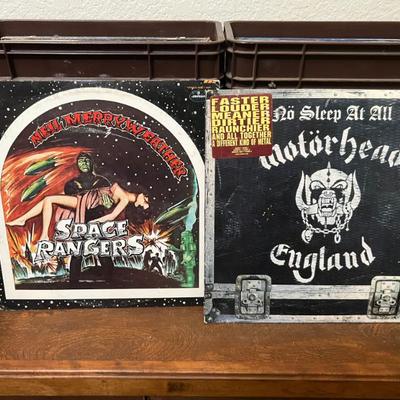 NEIL MERRYWEATHER
SPACE
RANGERS
FASTER
LOUDER
MEANER
DIRTIER
RAUNCHIER
AND ALL TOGETHER
A DIFFERENT KIND OF METAL
Nö Sleep At All
Motörhead
England